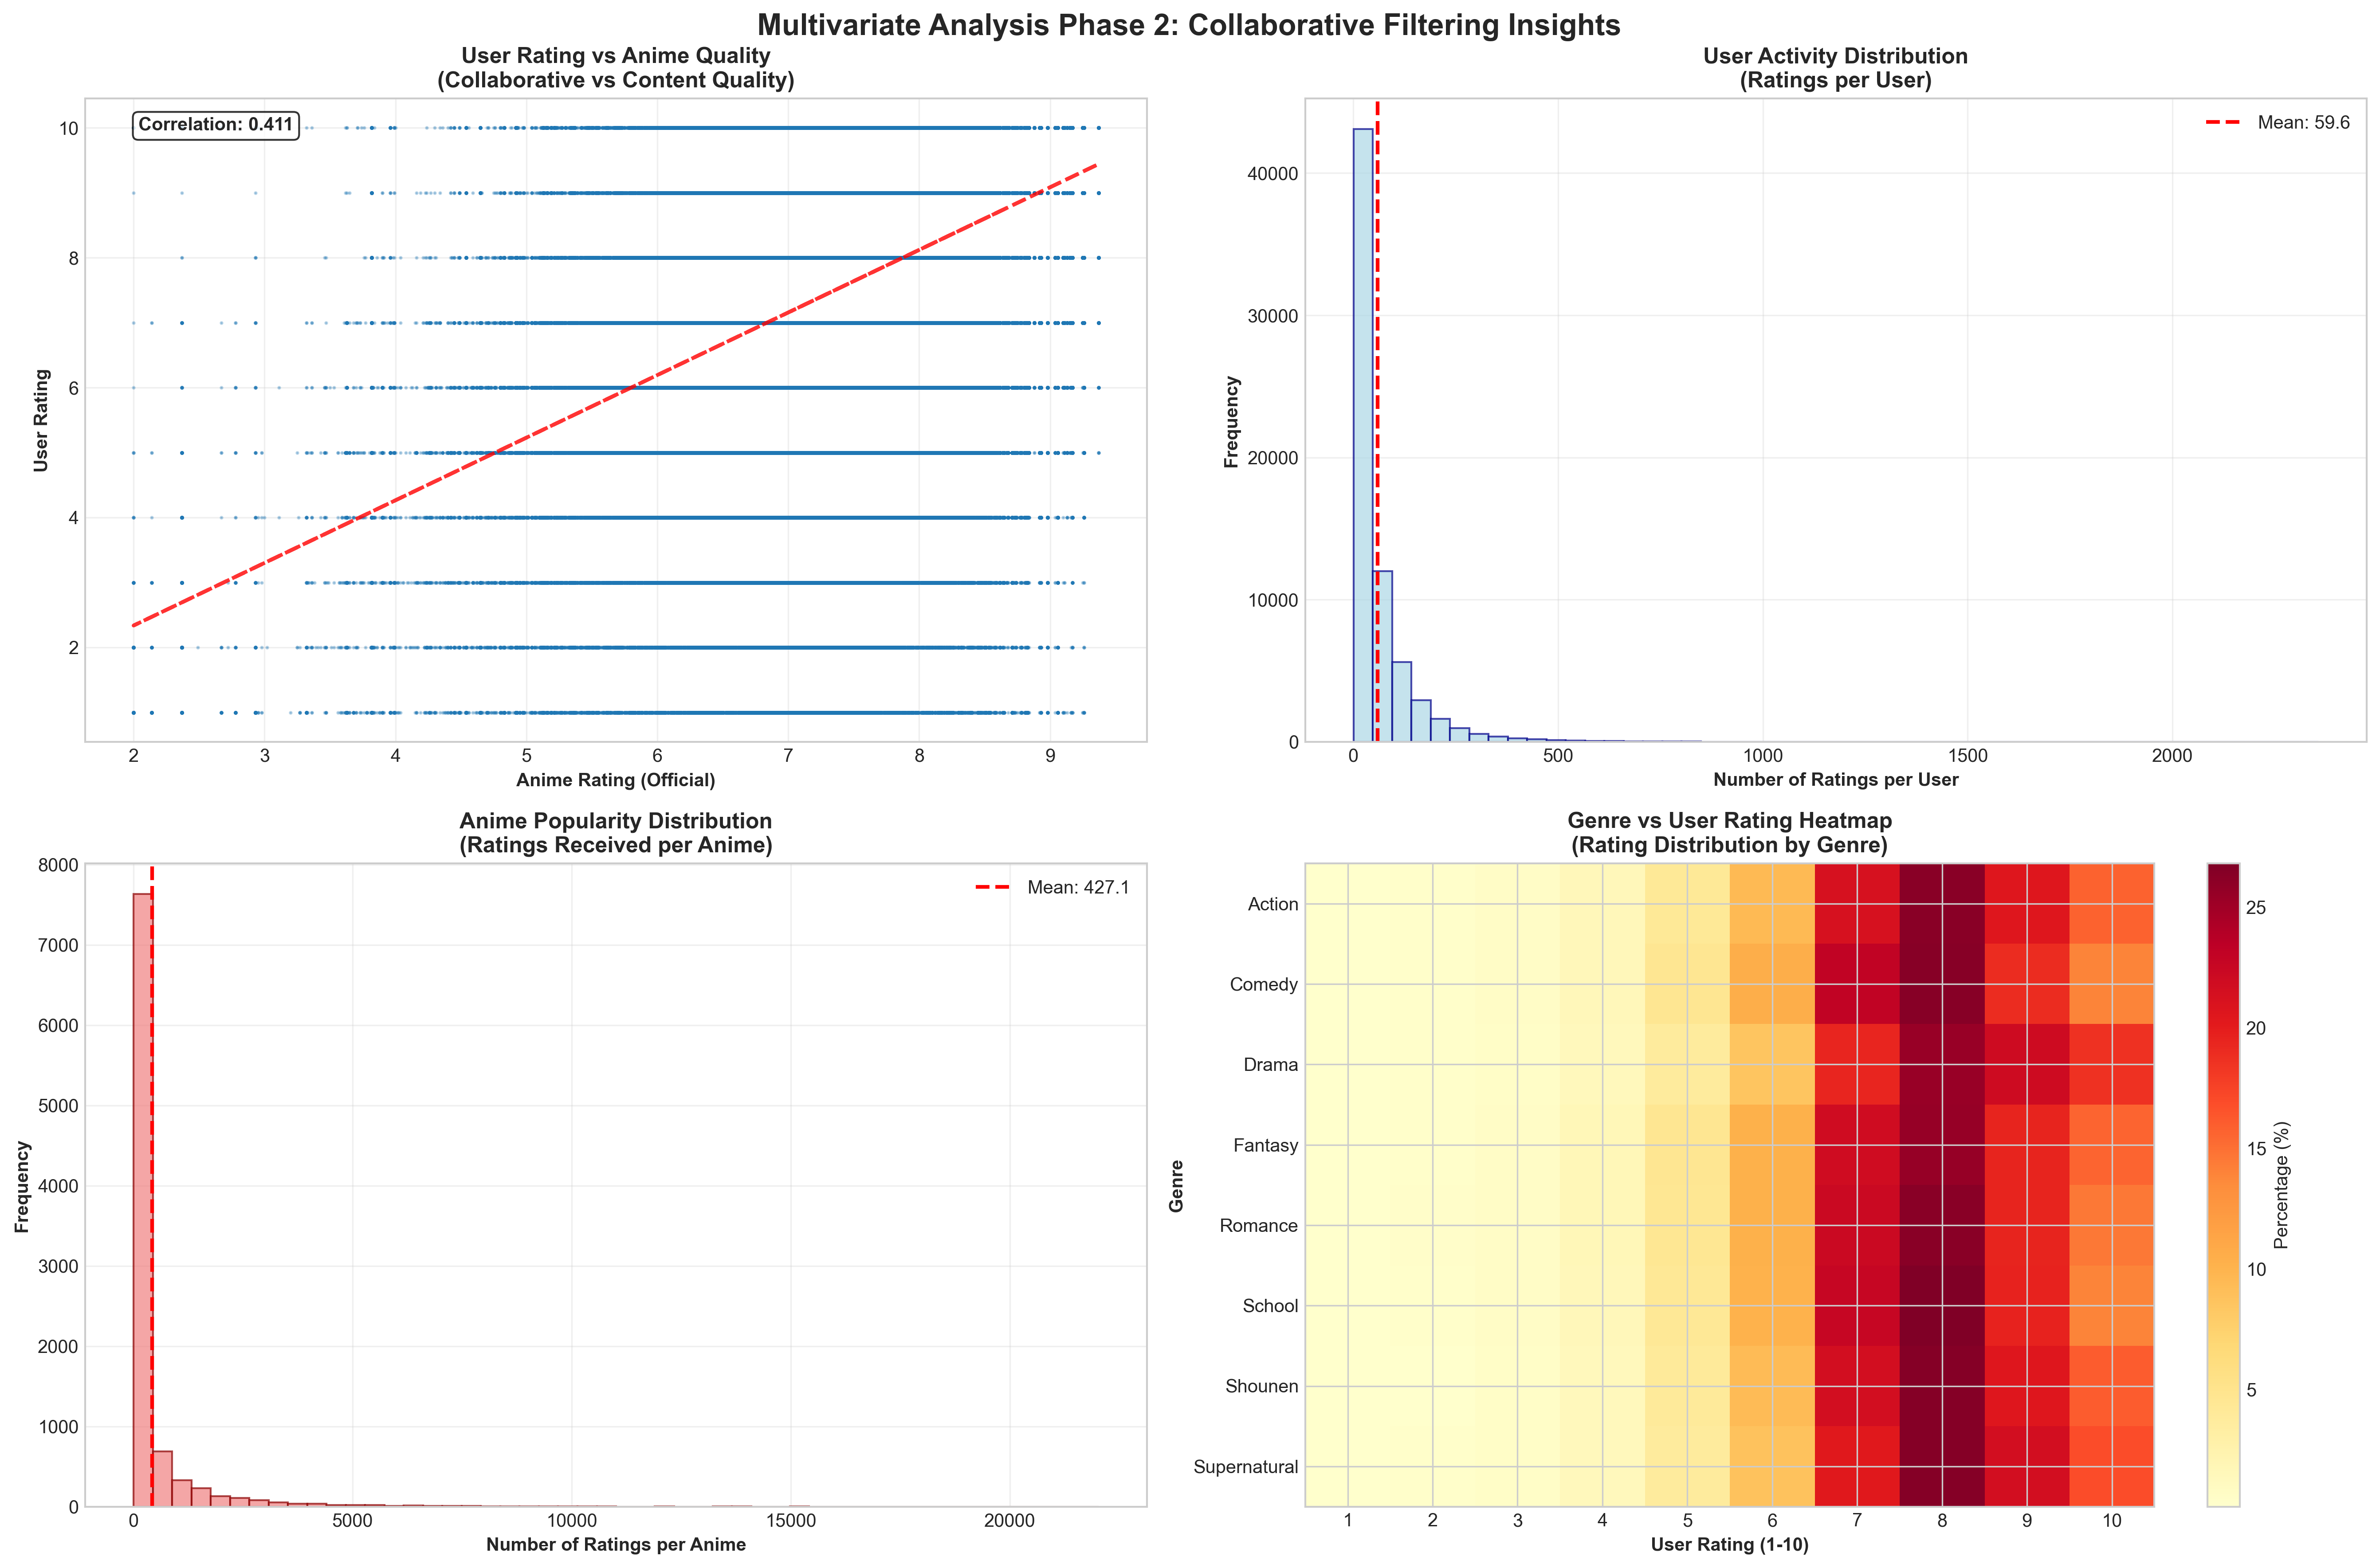 Multivariate Analysis Phase 2: Collaborative Filtering Insights
User Rating vs Anime Quality
(Collaborative vs Content Quality)
Correlation: 0.411
10
8
6
4
2
User Rating
2 3 4 5 6 7 8 9
Anime Rating (Official)
User Activity Distribution
(Ratings per User)
Mean: 59.6
40000
30000
20000
10000
0
Frequency
0 500 1000 1500 2000
Number of Ratings per User
Anime Popularity Distribution
(Ratings Received per Anime)
Mean: 427.1
8000
7000
6000
5000
4000
3000
2000
1000
0
Frequency
0 5000 10000 15000 20000
Number of Ratings per Anime
Genre vs User Rating Heatmap
(Rating Distribution by Genre)
Action
Comedy
Drama
Fantasy
Romance
School
Shounen
Supernatural
Genre
1 2 3 4 5 6 7 8 9 10
User Rating (1-10)
25
20
15
10
5
Percentage (%)